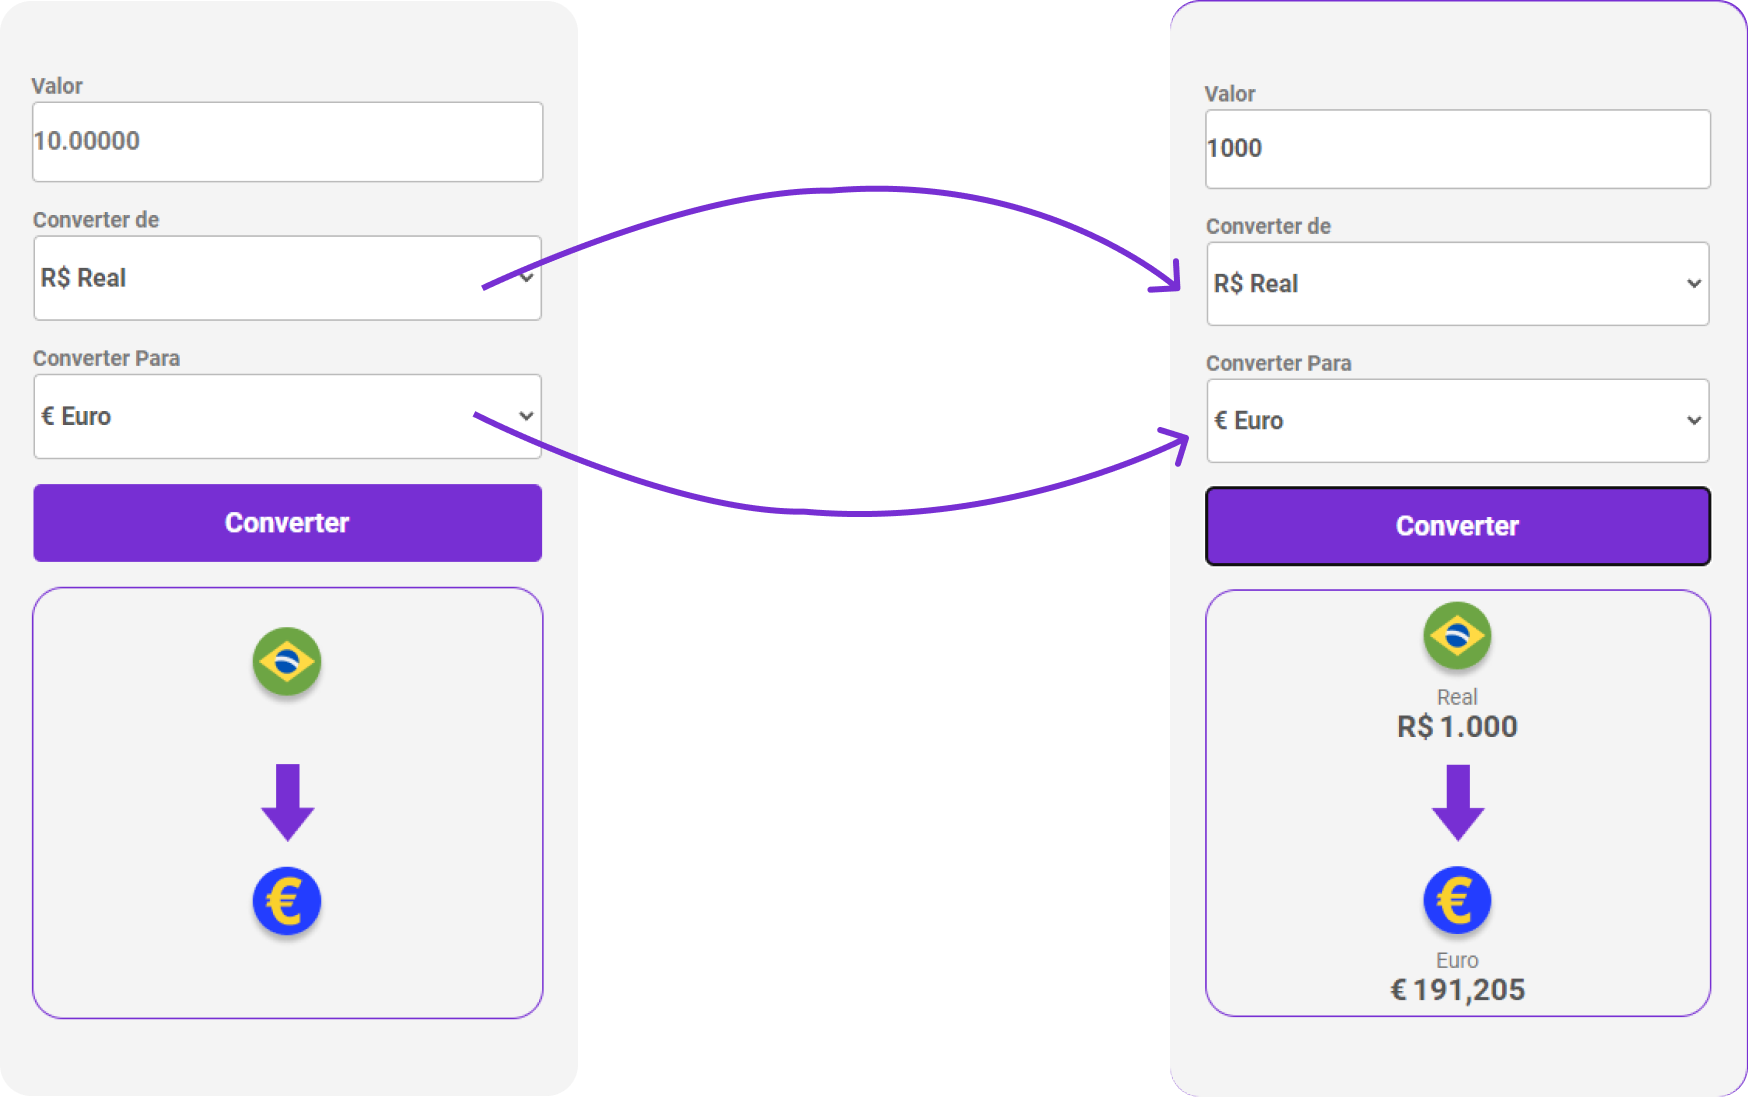 Valor
10.00000
Converter de
R$ Real
Converter Para
€ Euro
Converter
€
Valor
1000
Converter de
R$ Real
Converter Para
€ Euro
Converter
Real
R$ 1.000
€
Euro
€ 191,205